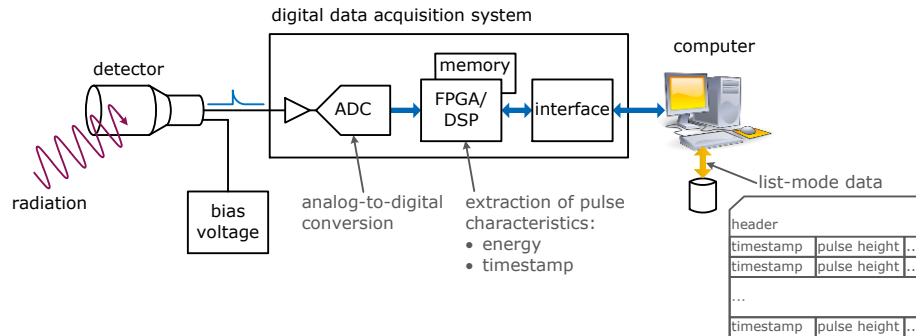 digital data acquisition system
computer
detector
memory
ADC
FPGA/
DSP
interface
radiation
bias
voltage
analog-to-digital
conversion
extraction of pulse
characteristics:
• energy
• timestamp
list-mode data
header
timestamp pulse height ...
timestamp pulse height ...
...
timestamp pulse height ...